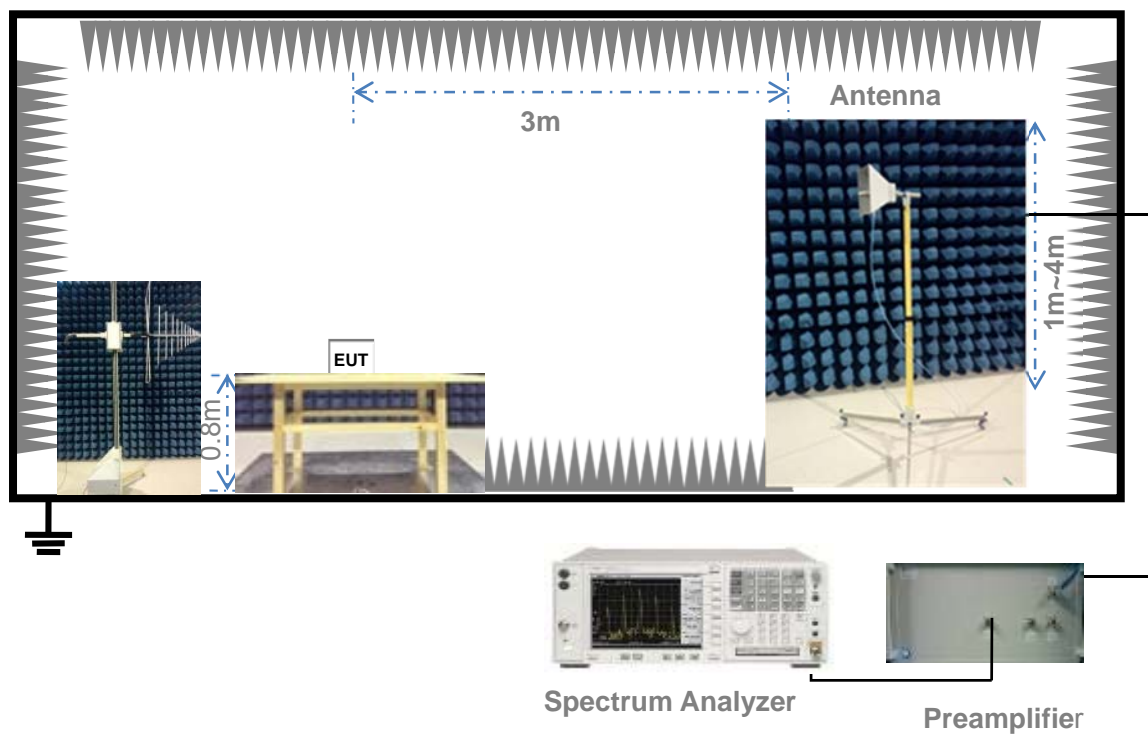 Antenna
3m
1m~4m
EUT
0.8m
Spectrum Analyzer
Preamplifier